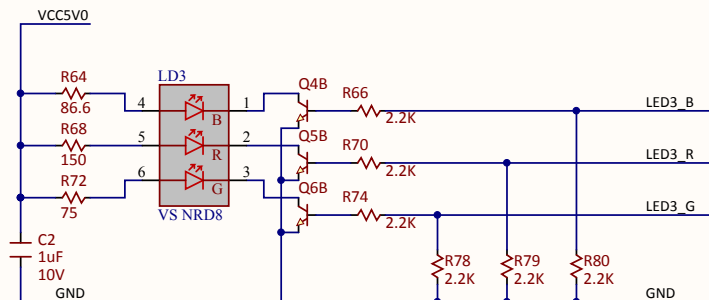 VCC5V0
R64
86.6
R68
150
R72
75
C2
1uF
10V
GND
LD3
4
5
6
B
R
G
1
2
3
VS NRD8
Q4B
Q5B
Q6B
R66
2.2K
R70
2.2K
R74
2.2K
LED3_B
LED3_R
LED3_G
R78
2.2K
R79
2.2K
R80
2.2K
GND